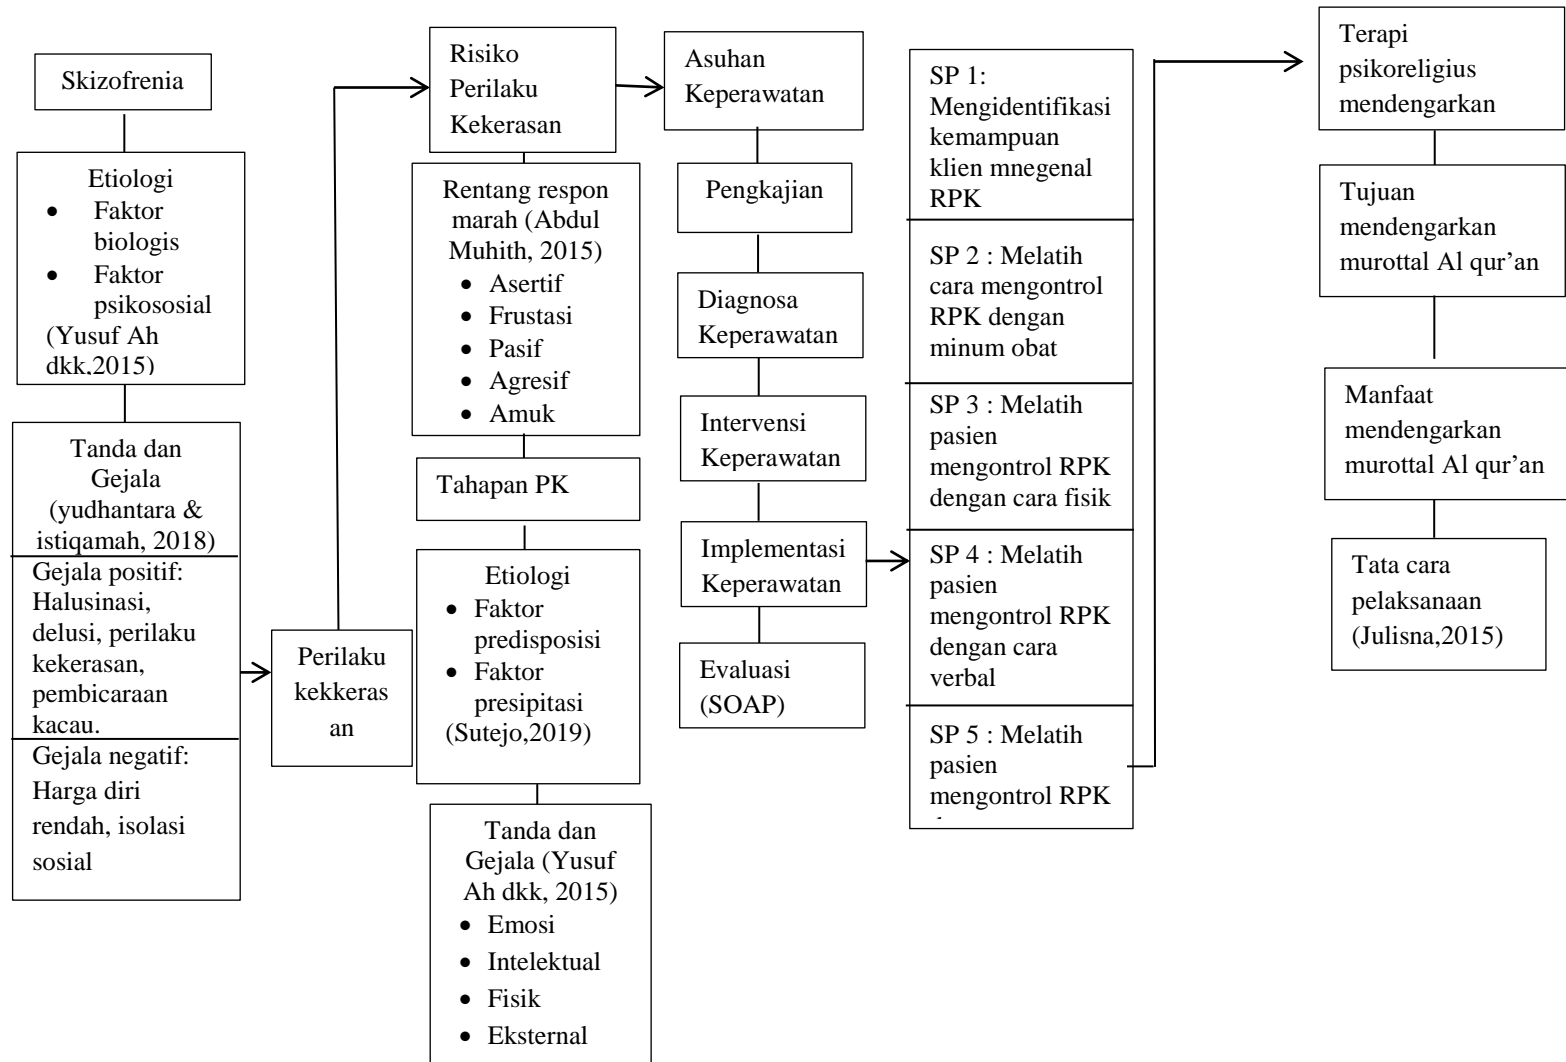 Skizofrenia
Etiologi
• Faktor
biologis
• Faktor
psikososial
(Yusuf Ah
dkk,2015)
Tanda dan
Gejala
(yudhantara &
istiqamah, 2018)
Gejala positif:
Halusinasi,
delusi, perilaku
kekerasan,
pembicaraan
kacau.
Gejala negatif:
Harga diri
rendah, isolasi
sosial
Perilaku
kekkeras
an
Risiko
Perilaku
Kekerasan
Rentang respon
marah (Abdul
Muhith, 2015)
• Asertif
• Frustasi
• Pasif
• Agresif
• Amuk
Tahapan PK
Etiologi
• Faktor
predisposisi
• Faktor
presipitasi
(Sutejo,2019)
Tanda dan
Gejala (Yusuf
Ah dkk, 2015)
• Emosi
• Intelektual
• Fisik
• Eksternal
Asuhan
Keperawatan
Pengkajian
Diagnosa
Keperawatan
Intervensi
Keperawatan
Implementasi
Keperawatan
Evaluasi
(SOAP)
SP 1:
Mengidentifikasi
kemampuan
klien mnegenal
RPK
SP 2 : Melatih
cara mengontrol
RPK dengan
minum obat
SP 3 : Melatih
pasien
mengontrol RPK
dengan cara fisik
SP 4 : Melatih
pasien
mengontrol RPK
dengan cara
verbal
SP 5 : Melatih
pasien
mengontrol RPK
Terapi
psikoreligius
mendengarkan
Tujuan
mendengarkan
murottal Al qur’an
Manfaat
mendengarkan
murottal Al qur’an
Tata cara
pelaksanaan
(Julisna,2015)